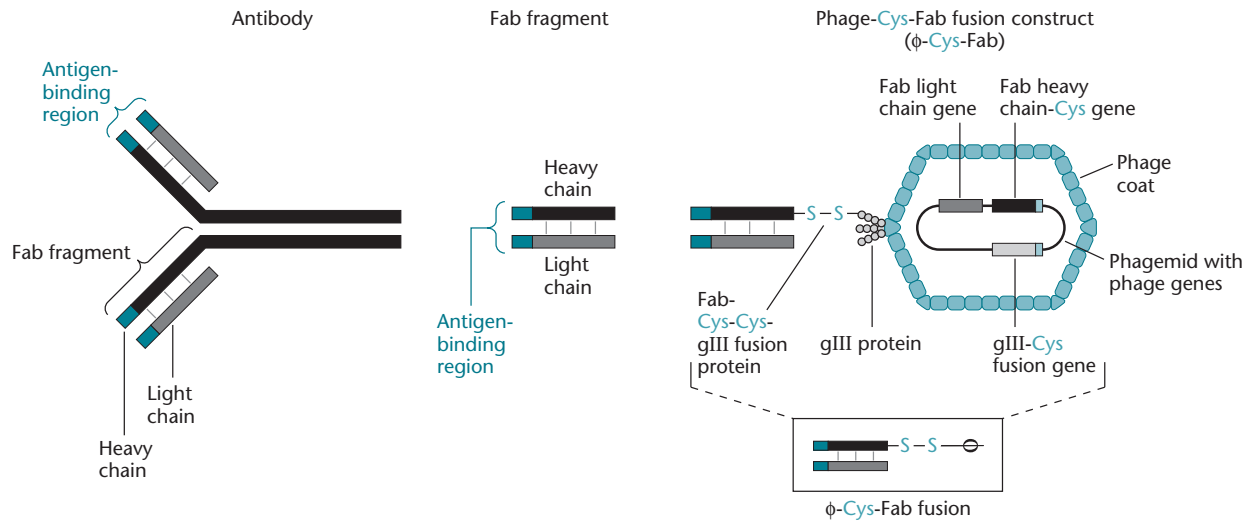 Antibody
Fab fragment
Phage-Cys-Fab fusion construct
(ϕ-Cys-Fab)
Antigen-
binding
region
Fab fragment
Heavy
chain
Light
chain
Heavy
chain
Light
chain
Antigen-
binding
region
Fab light
chain gene
Fab heavy
chain-Cys gene
Phage
coat
S
S
Phagemid with
phage genes
Fab-
Cys-Cys-
gIII fusion
protein
gIII protein
gIII-Cys
fusion gene
S
S
ϕ-Cys-Fab fusion